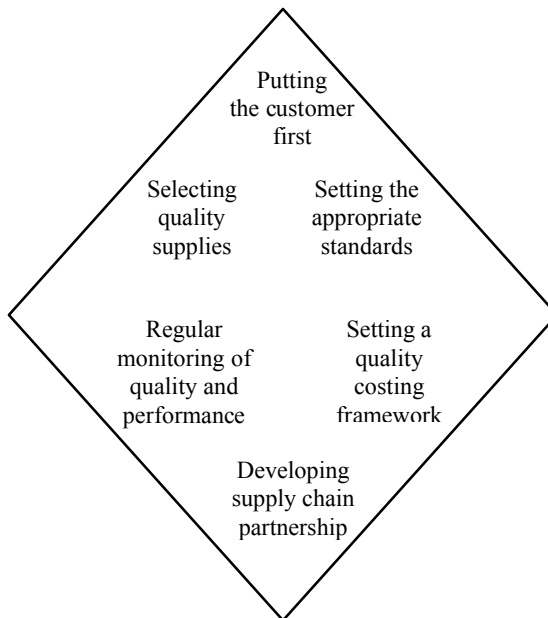 Putting
the customer
first
Selecting
quality
supplies
Setting the
appropriate
standards
Regular
monitoring of
quality and
performance
Setting a
quality
costing
framework
Developing
supply chain
partnership